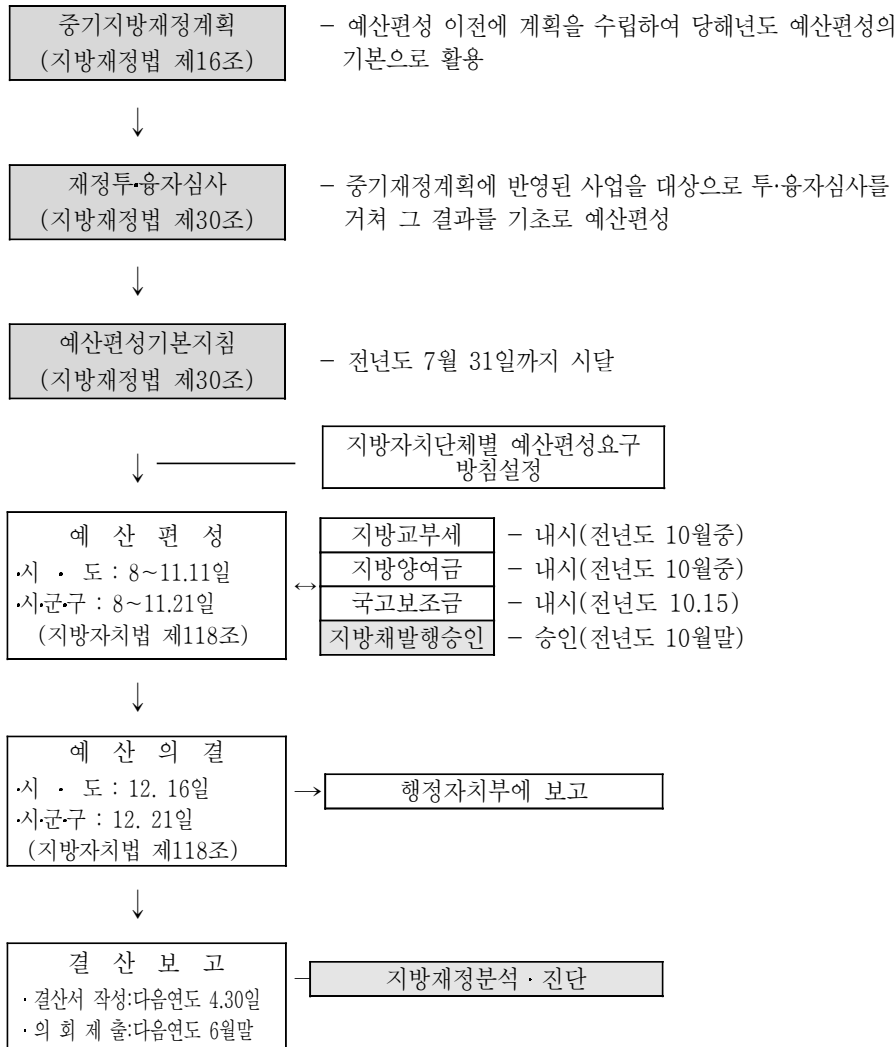 중기지방재정계획
(지방재정법 제16조)
− 예산편성 이전에 계획을 수립하여 당해년도 예산편성의
기본으로 활용
↓
재정투·융자심사
(지방재정법 제30조)
− 중기재정계획에 반영된 사업을 대상으로 투·융자심사를
거쳐 그 결과를 기초로 예산편성
↓
예산편성기본지침
(지방재정법 제30조)
− 전년도 7월 31일까지 시달
↓
지방자치단체별 예산편성요구
방침설정
예 산 편 성
·시 · 도 : 8~11.11일
·시·군·구 : 8~11.21일
(지방자치법 제118조)
↔
지방교부세 − 내시(전년도 10월중)
지방양여금 − 내시(전년도 10월중)
국고보조금 − 내시(전년도 10.15)
지방채발행승인 − 승인(전년도 10월말)
↓
예 산 의 결
·시 · 도 : 12. 16일
·시·군·구 : 12. 21일
(지방자치법 제118조)
→
행정자치부에 보고
↓
결 산 보 고
· 결산서 작성:다음연도 4.30일
· 의 회 제 출:다음연도 6월말
지방재정분석 · 진단